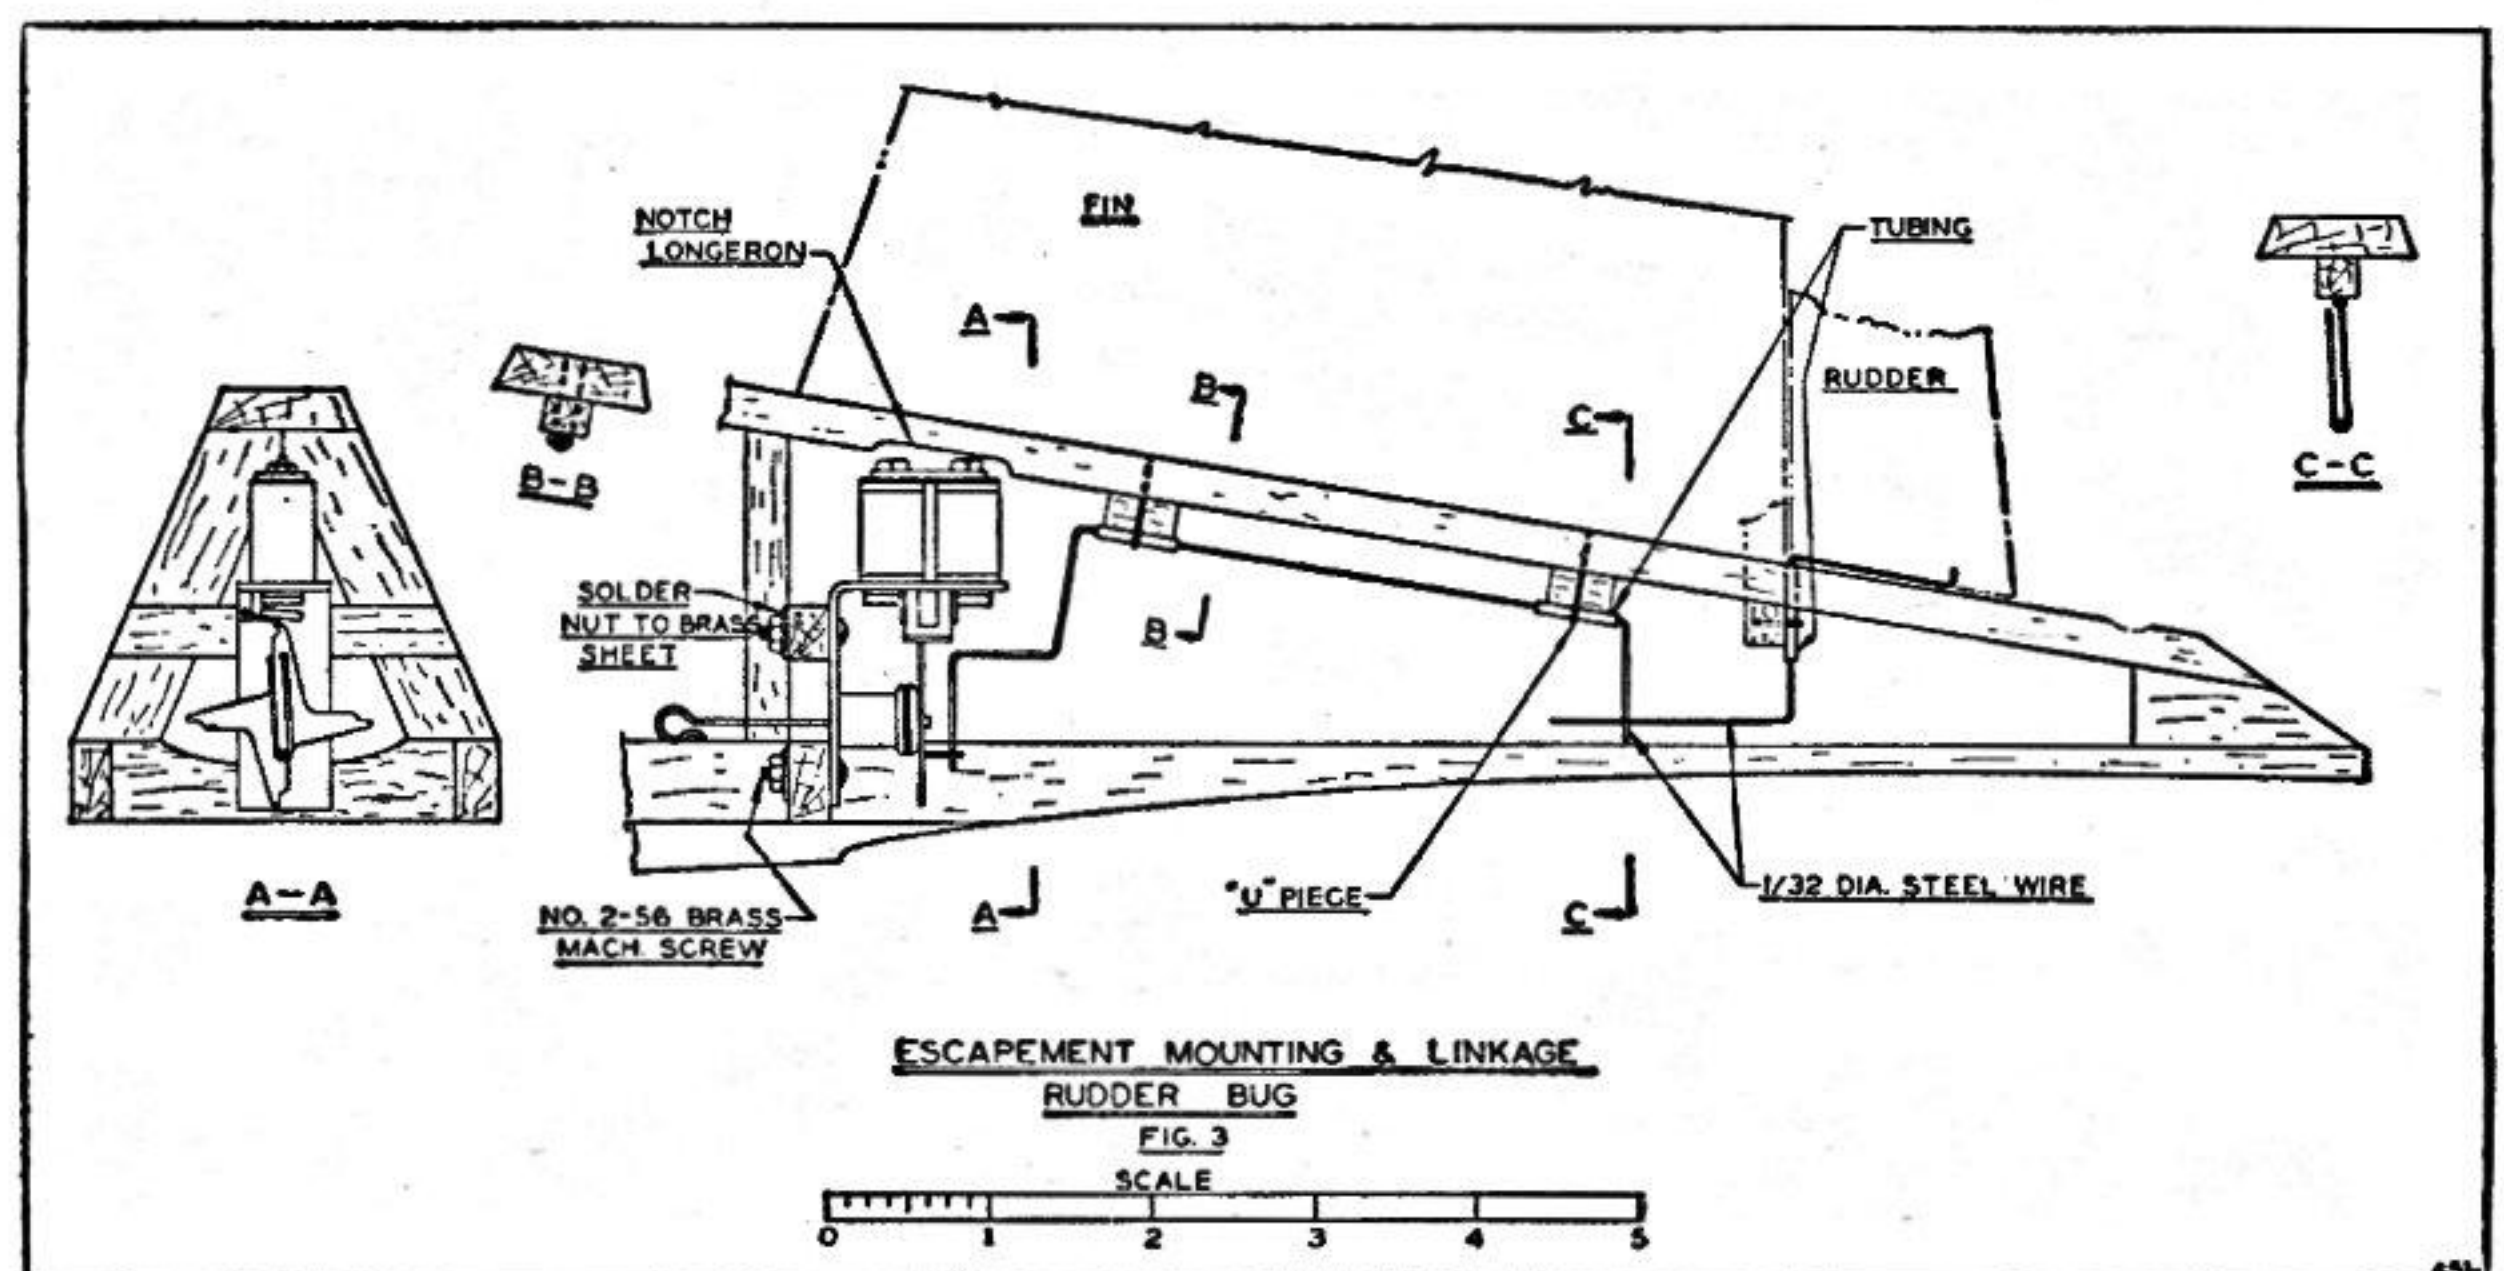 FIN
NOTCH
LONGERON
TUBING
A
B
C
RUDDER
B-B
C-C
SOLDER
NUT TO BRASS
SHEET
B
A-A
NO. 2-56 BRASS
MACH. SCREW
A
"U" PIECE
C
1/32 DIA. STEEL WIRE
ESCAPEMENT MOUNTING & LINKAGE
RUDDER BUG
FIG. 3
SCALE
0 1 2 3 4 5